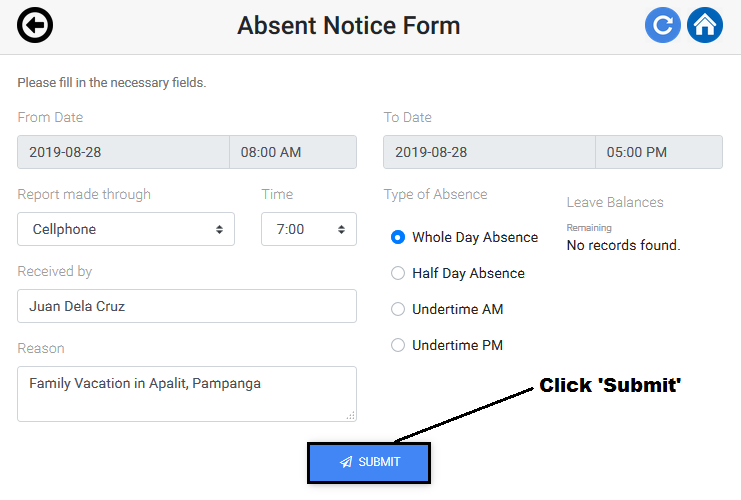 Absent Notice Form
Please fill in the necessary fields.
From Date
To Date
2019-08-28 08:00 AM
2019-08-28 05:00 PM
Report made through
Time
Type of Absence
Leave Balances
Cellphone
7:00
Remaining
Whole Day Absence
No records found.
Received by
Half Day Absence
Juan Dela Cruz
Undertime AM
Reason
Undertime PM
Family Vacation in Apalit, Pampanga
Click 'Submit'
SUBMIT